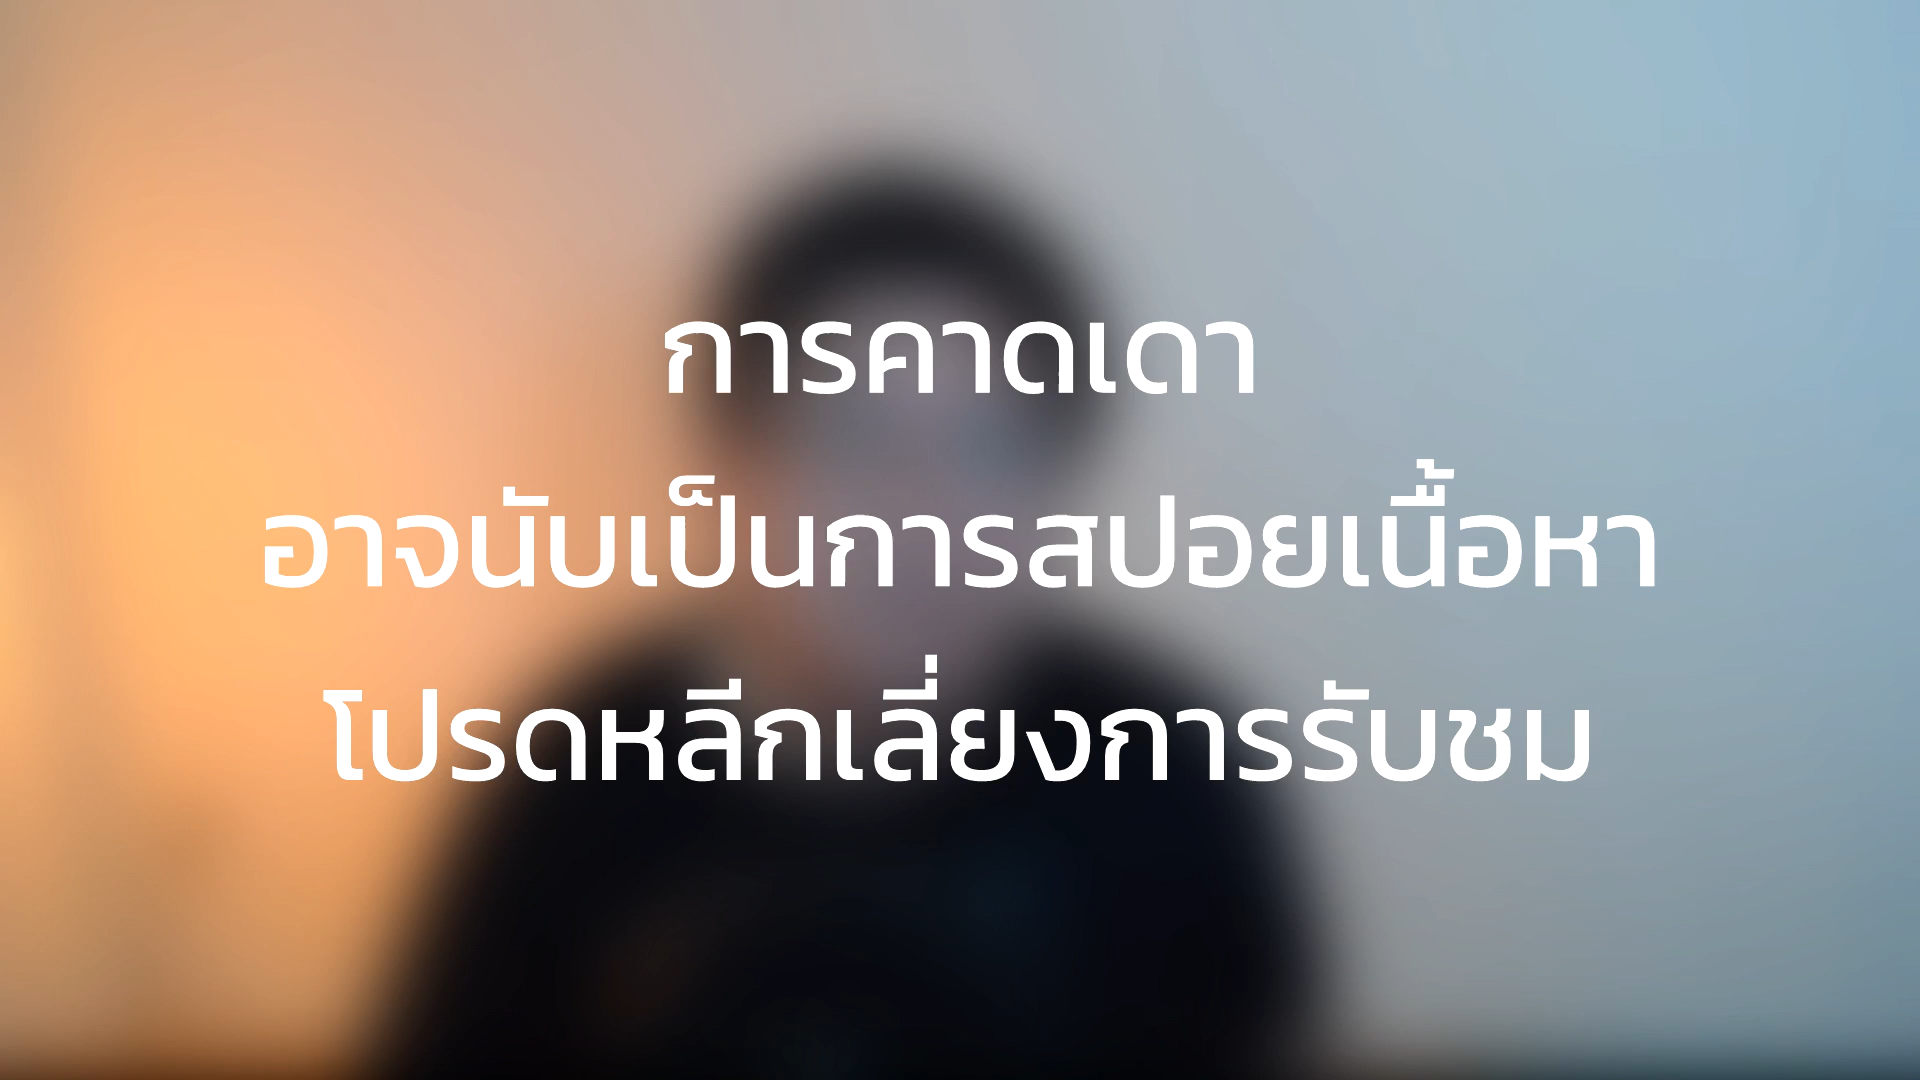 การคาดเดา
อาจนับเป็นการสปอยเนื้อหา
โปรดหลีกเลี่ยงการรับชม